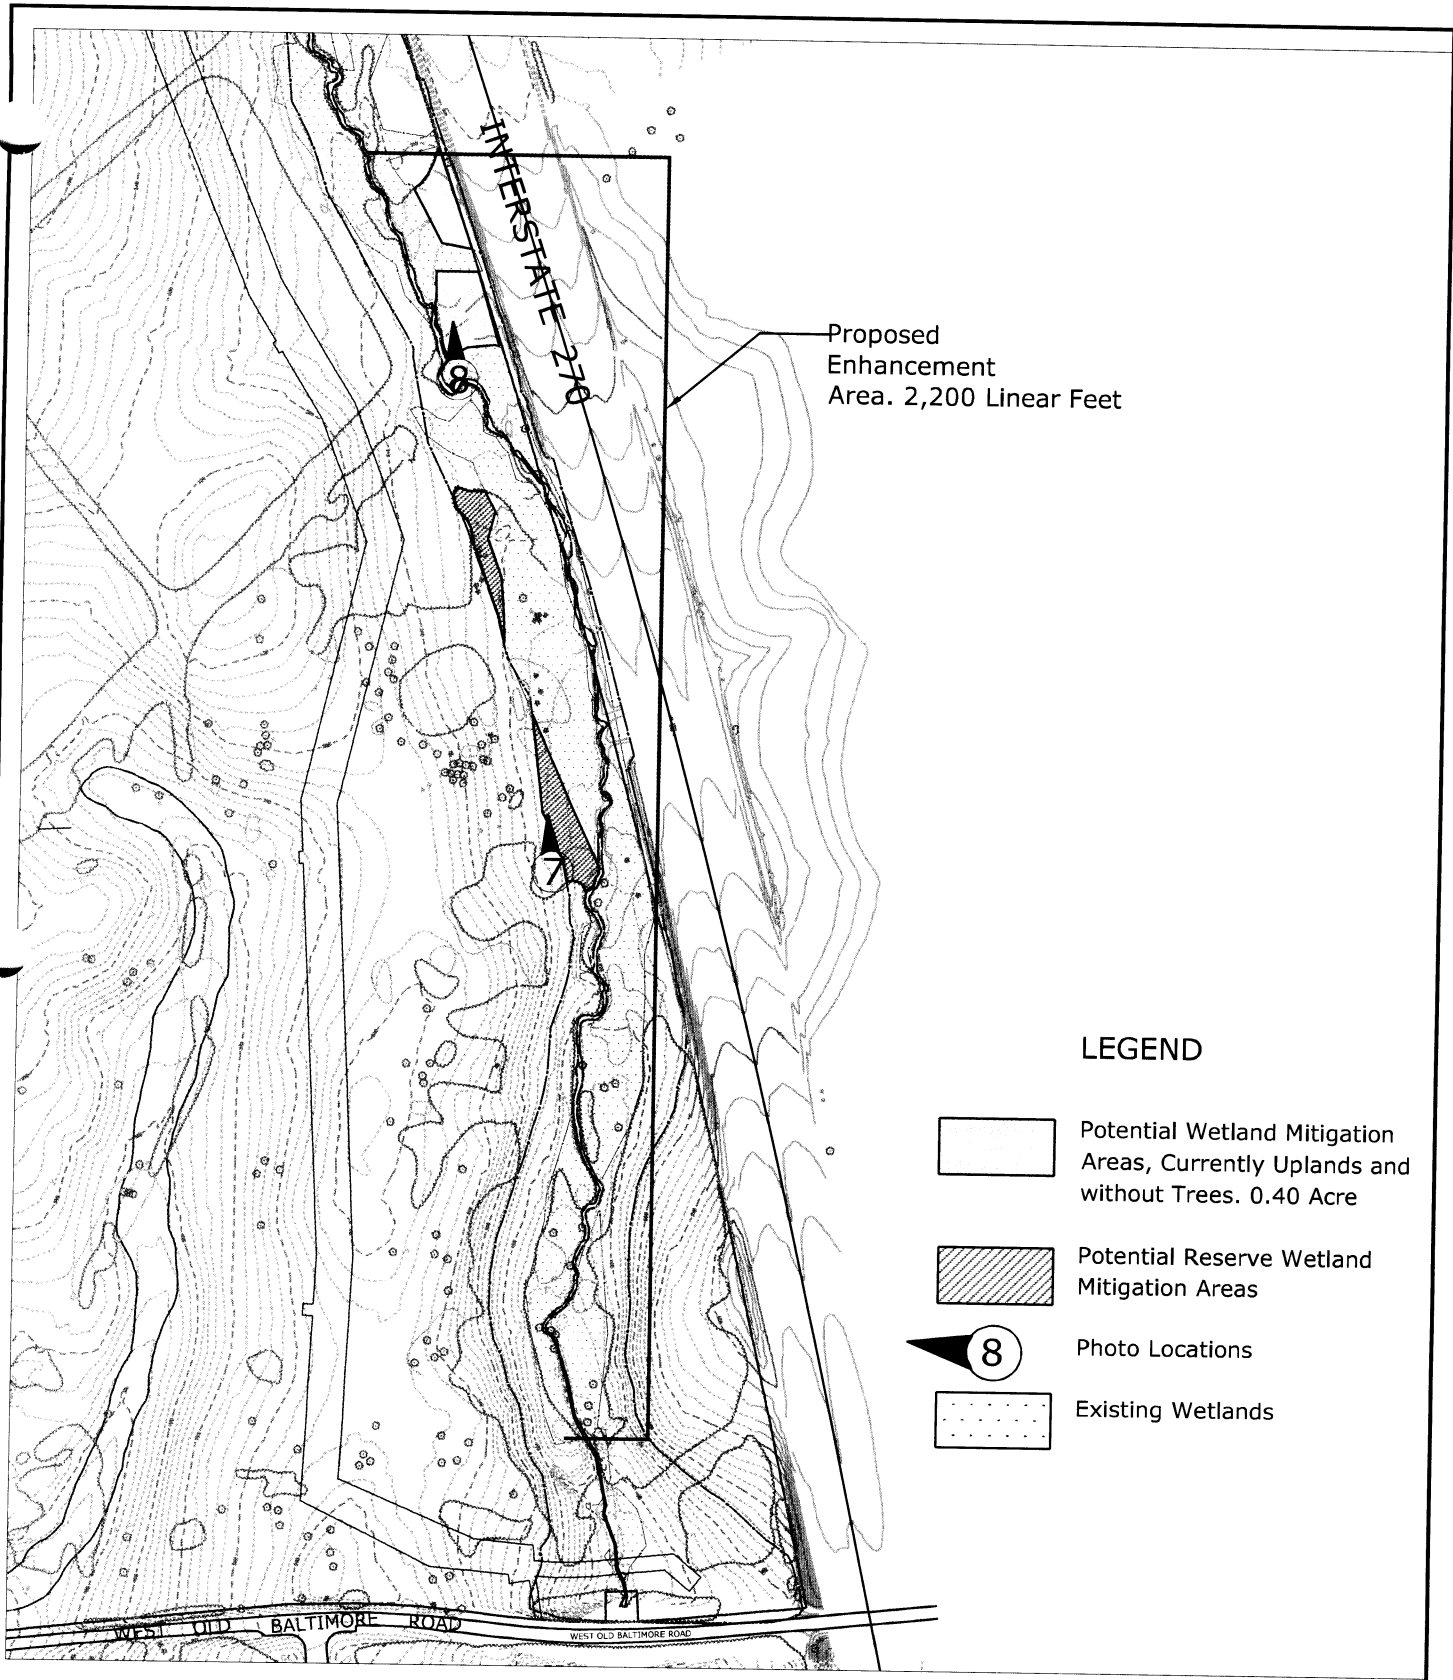 INTERSTATE 270
Proposed
Enhancement
Area. 2,200 Linear Feet
8
7
LEGEND
Potential Wetland Mitigation
Areas, Currently Uplands and
without Trees. 0.40 Acre
Potential Reserve Wetland
Mitigation Areas
8
Photo Locations
Existing Wetlands
WEST OLD BALTIMORE ROAD
WEST OLD BALTIMORE ROAD